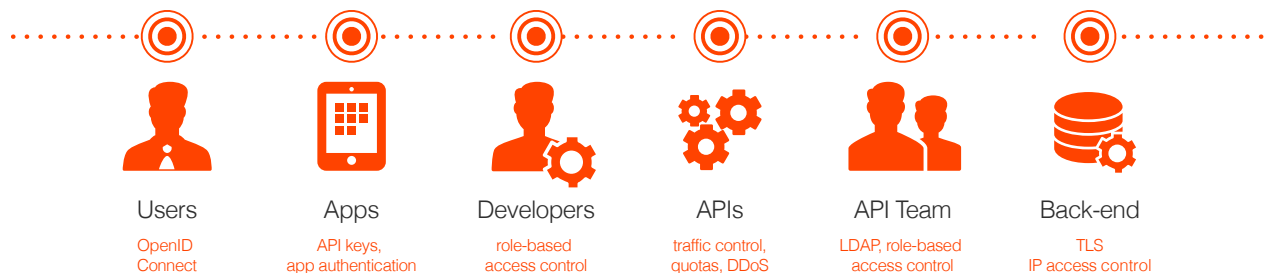 Users
Apps
Developers
APIs
API Team
Back-end
OpenID
Connect
API keys,
app authentication
role-based
access control
traffic control,
quotas, DDoS
LDAP, role-based
access control
TLS
IP access control